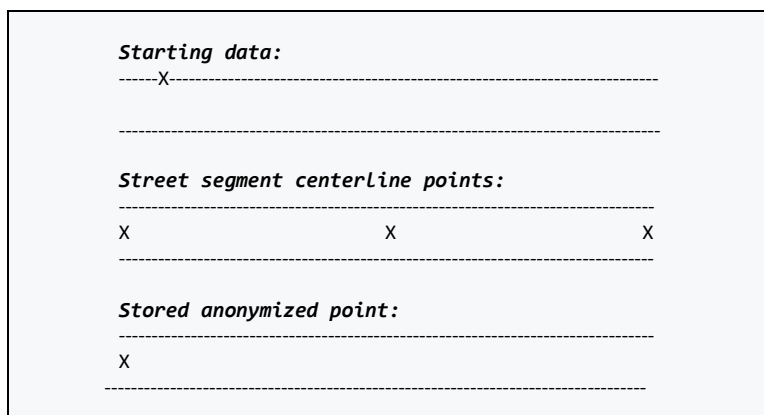 Starting data:
------X---------------------------------------------------------------------------
-----------------------------------------------------------------------------------
Street segment centerline points:
----------------------------------------------------------------------------------
X X X
----------------------------------------------------------------------------------
Stored anonymized point:
----------------------------------------------------------------------------------
X
-----------------------------------------------------------------------------------